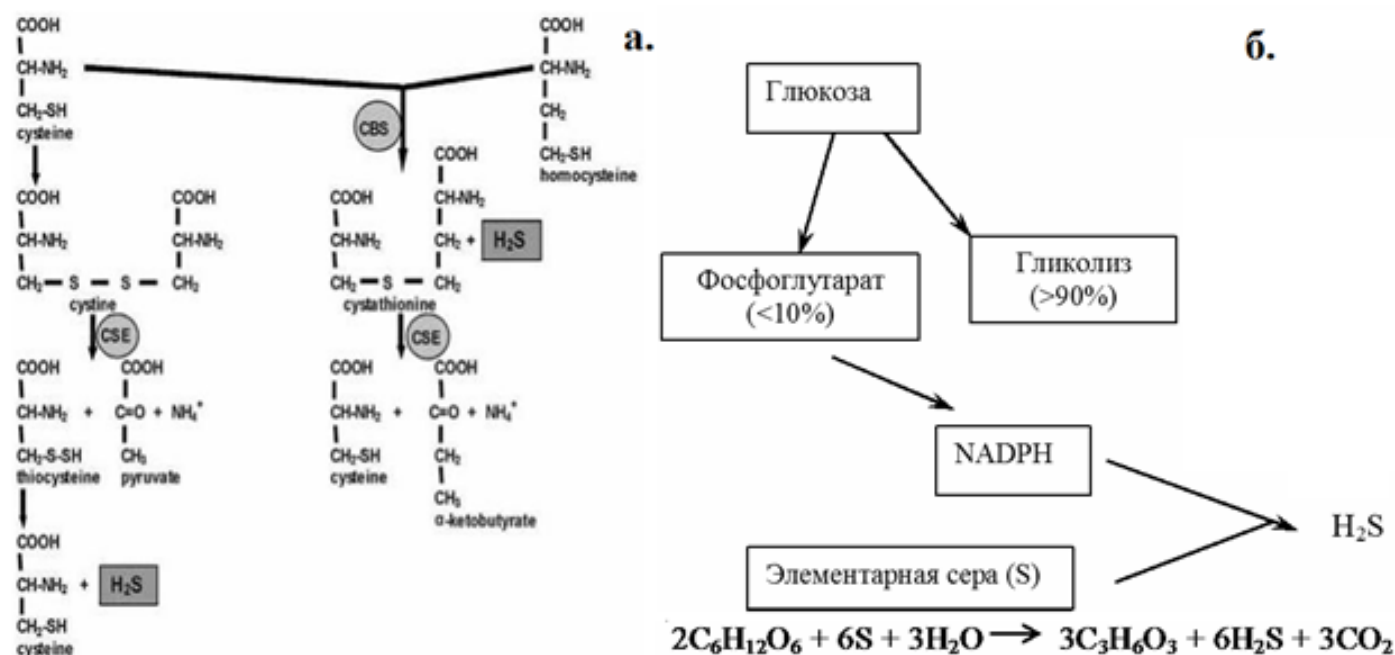 COOH
CH-NH₂
CH₂-SH
cysteine
COOH
CH-NH₂
CH₂
CH₂-SH
homocysteine
CBS
COOH
CH-NH₂
CH₂ — S — S — CH₂
COOH
CH-NH₂
cystine
COOH
CH-NH₂
CH₂ — S — CH₂
COOH
CH-NH₂
CH₂ + H₂S
cystathionine
CSE
CSE
COOH
CH-NH₂ +
CH₂-S-SH
thiocysteine
COOH
C=O + NH₄⁺
CH₃
pyruvate
COOH
CH-NH₂ +
CH₂-SH
cysteine
COOH
C=O + NH₄⁺
CH₂
CH₃
α-ketobutyrate
COOH
CH-NH₂ + H₂S
CH₂-SH
cysteine
а.
б.
Глюкоза
Фосфоглутарат
(<10%)
Гликолиз
(>90%)
NADPH
H₂S
Элементарная сера (S)
2C₆H₁₂O₆ + 6S + 3H₂O → 3C₃H₆O₃ + 6H₂S + 3CO₂